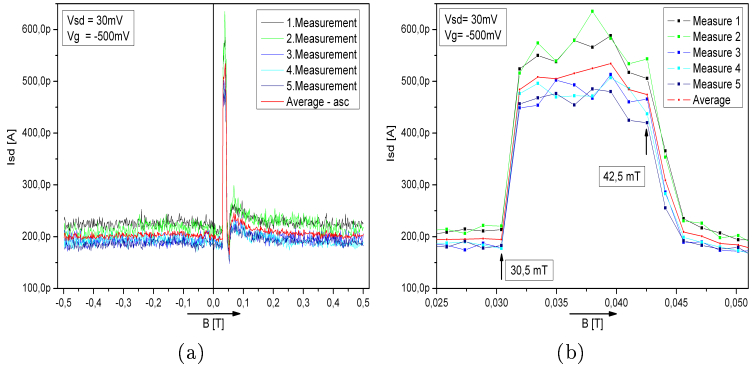 Vsd = 30mV
Vg = -500mV
1.Measurement
2.Measurement
3.Measurement
4.Measurement
5.Measurement
Average - asc
Isd [A]
600,0p
500,0p
400,0p
300,0p
200,0p
100,0p
-0,5 -0,4 -0,3 -0,2 -0,1 0,0 0,1 0,2 0,3 0,4 0,5
B [T]
(a)
Vsd= 30mV
Vg= -500mV
Measure 1
Measure 2
Measure 3
Measure 4
Measure 5
Average
Isd [A]
600,0p
500,0p
400,0p
300,0p
200,0p
100,0p
42,5 mT
30,5 mT
0,025 0,030 0,035 0,040 0,045 0,050
B [T]
(b)